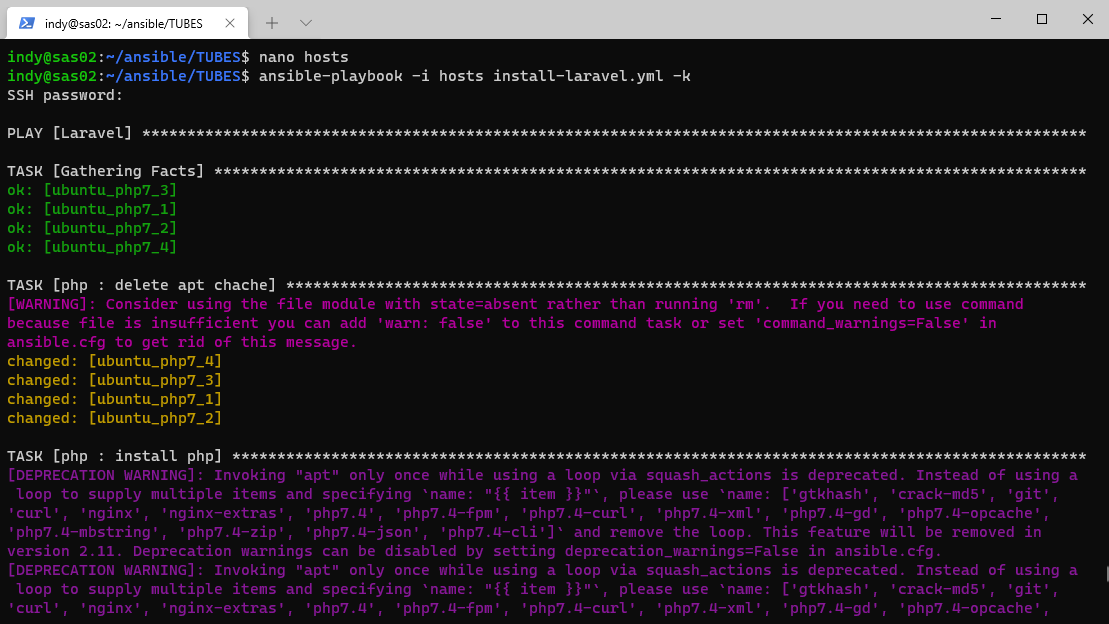 indy@sas02: ~/ansible/TUBES
indy@sas02:~/ansible/TUBES$ nano hosts
indy@sas02:~/ansible/TUBES$ ansible-playbook -i hosts install-laravel.yml -k
SSH password:
PLAY [Laravel] *********************************************************************************************************
TASK [Gathering Facts] *************************************************************************************************
ok: [ubuntu_php7_3]
ok: [ubuntu_php7_1]
ok: [ubuntu_php7_2]
ok: [ubuntu_php7_4]
TASK [php : delete apt chache] *****************************************************************************************
[WARNING]: Consider using the file module with state=absent rather than running 'rm'.  If you need to use command
because file is insufficient you can add 'warn: false' to this command task or set 'command_warnings=False' in
ansible.cfg to get rid of this message.
changed: [ubuntu_php7_4]
changed: [ubuntu_php7_3]
changed: [ubuntu_php7_1]
changed: [ubuntu_php7_2]
TASK [php : install php] ***********************************************************************************************
[DEPRECATION WARNING]: Invoking "apt" only once while using a loop via squash_actions is deprecated. Instead of using a
 loop to supply multiple items and specifying `name: "{{ item }}"`, please use `name: ['gtkhash', 'crack-md5', 'git',
'curl', 'nginx', 'nginx-extras', 'php7.4', 'php7.4-fpm', 'php7.4-curl', 'php7.4-xml', 'php7.4-gd', 'php7.4-opcache',
'php7.4-mbstring', 'php7.4-zip', 'php7.4-json', 'php7.4-cli']` and remove the loop. This feature will be removed in
version 2.11. Deprecation warnings can be disabled by setting deprecation_warnings=False in ansible.cfg.
[DEPRECATION WARNING]: Invoking "apt" only once while using a loop via squash_actions is deprecated. Instead of using a
 loop to supply multiple items and specifying `name: "{{ item }}"`, please use `name: ['gtkhash', 'crack-md5', 'git',
'curl', 'nginx', 'nginx-extras', 'php7.4', 'php7.4-fpm', 'php7.4-curl', 'php7.4-xml', 'php7.4-gd', 'php7.4-opcache',